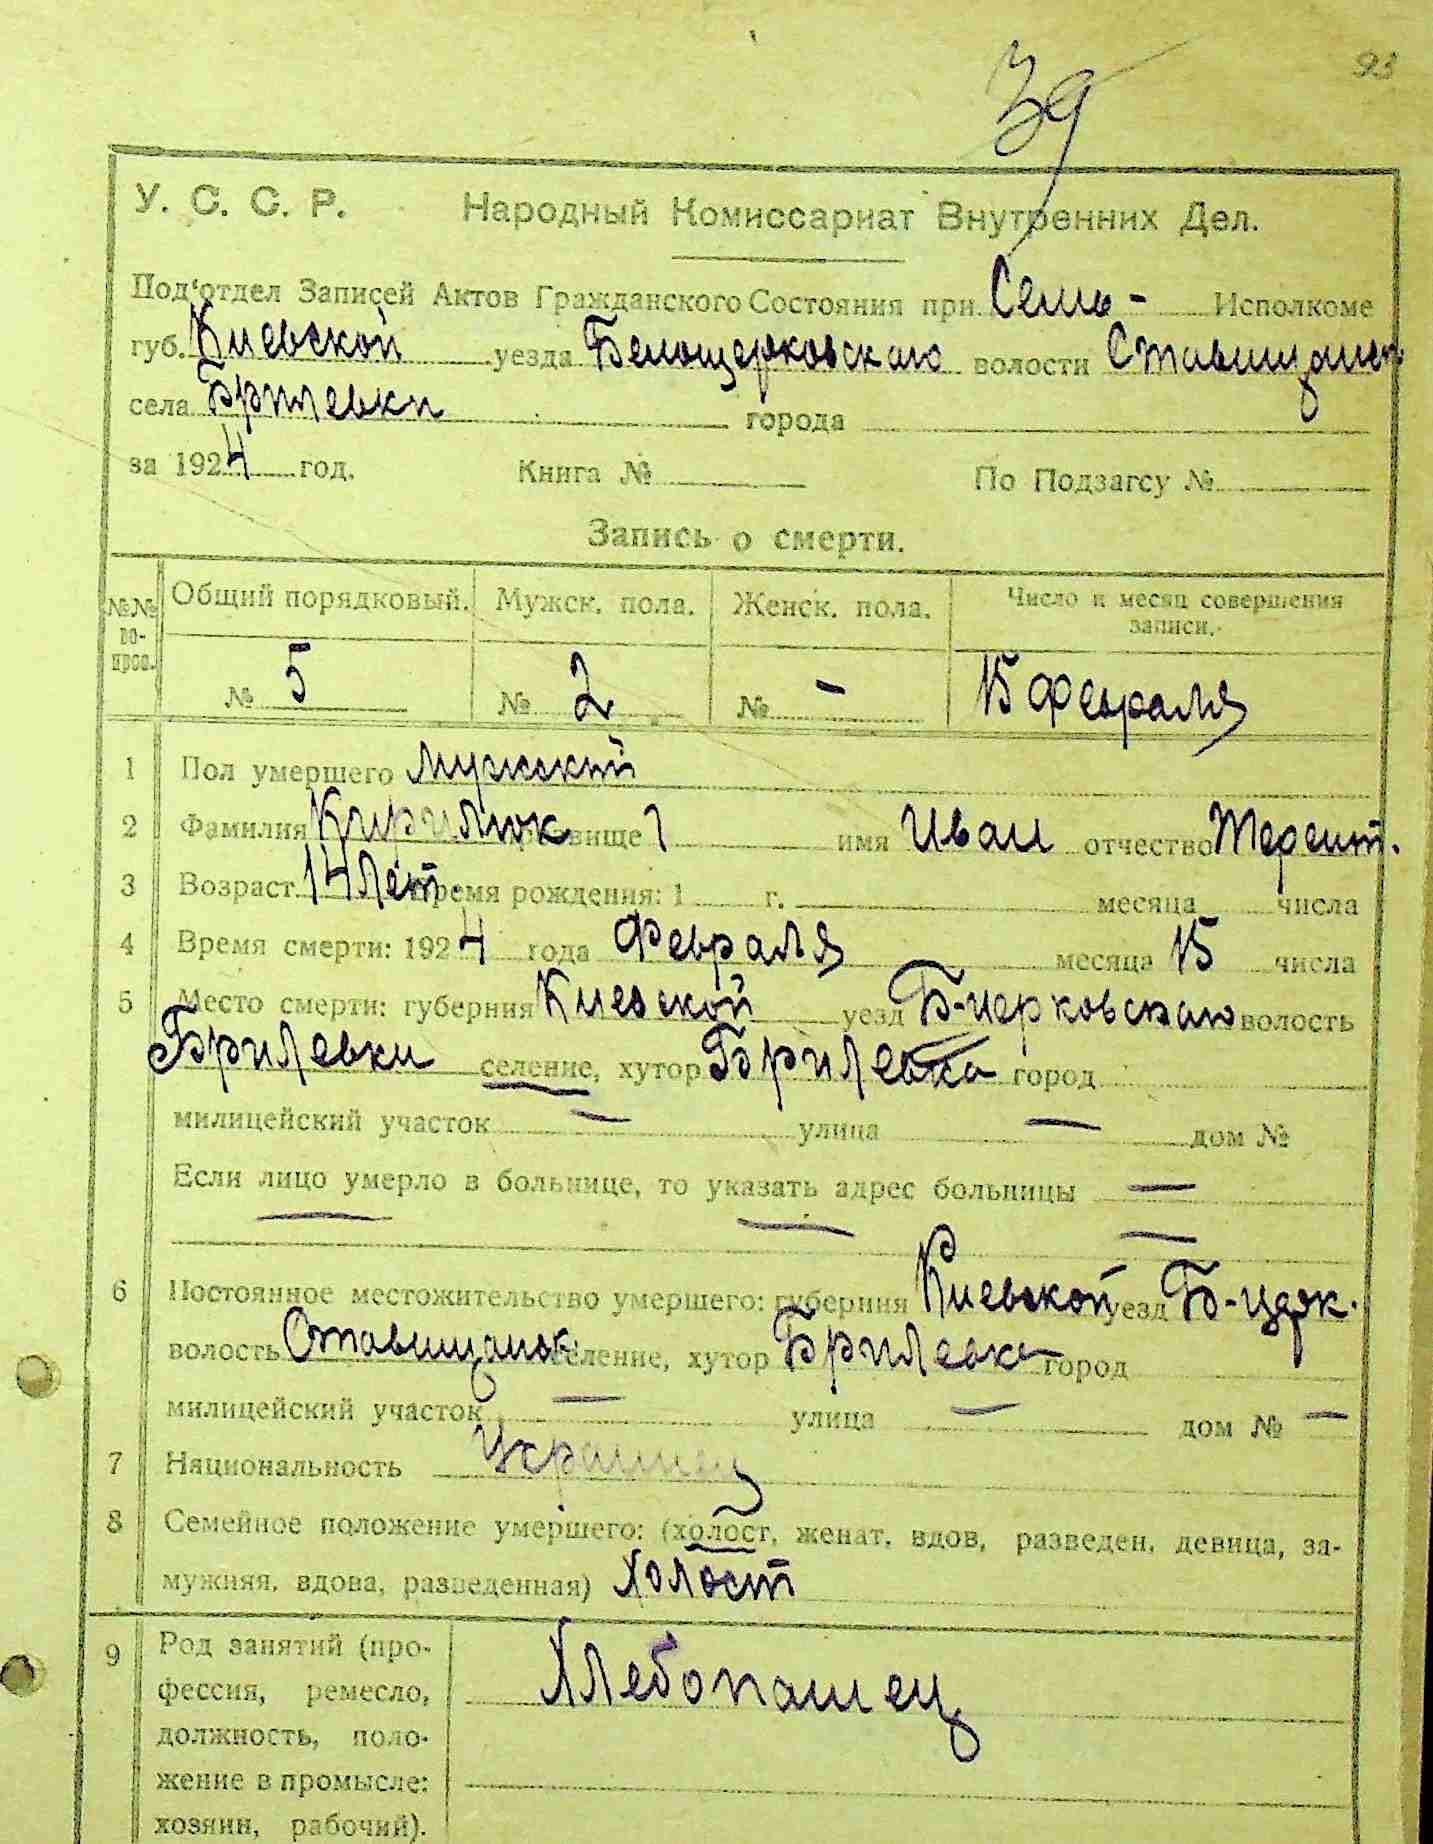 93
39
У. С. С. Р. Народный Комиссариат Внутренних Дел.
Под'отдел Записей Актов Гражданского Состояния при Сель- Исполкоме
губ. Киевской уезда Белоцерковскаго волости Ставищанск
села Брилевки города
за 1924 год. Книга № По Подзагсу №
Запись о смерти.
№№ во-прос. Общий порядковый. Мужск. пола. Женск. пола. Число и месяц совершения записи.
№ 5 № 2 № - 15 Февраля
1 Пол умершего Мужский
2 Фамилия Кирилюк имя Иван отчество Терент.
3 Возраст 14 лет Время рождения: 1 г. месяца числа
4 Время смерти: 1924 года Февраля месяца 15 числа
5 Место смерти: губерния Киевской уезд Б-церковскаго волость
Брилевки селение, хутор Брилевка город
милицейский участок — улица — дом №
Если лицо умерло в больнице, то указать адрес больницы —
— — —
6 Постоянное местожительство умершего: губерния Киевской уезд Б-церк.
волость Ставищанск. селение, хутор Брилевка город
милицейский участок — улица — дом № —
7 Национальность Украинец
8 Семейное положение умершего: (холост, женат, вдов, разведен, девица, за-
мужняя, вдова, разведенная) Холост
9 Род занятий (про-
фессия, ремесло, Хлебопашец
должность, поло-
жение в промысле:
хозяин, рабочий).